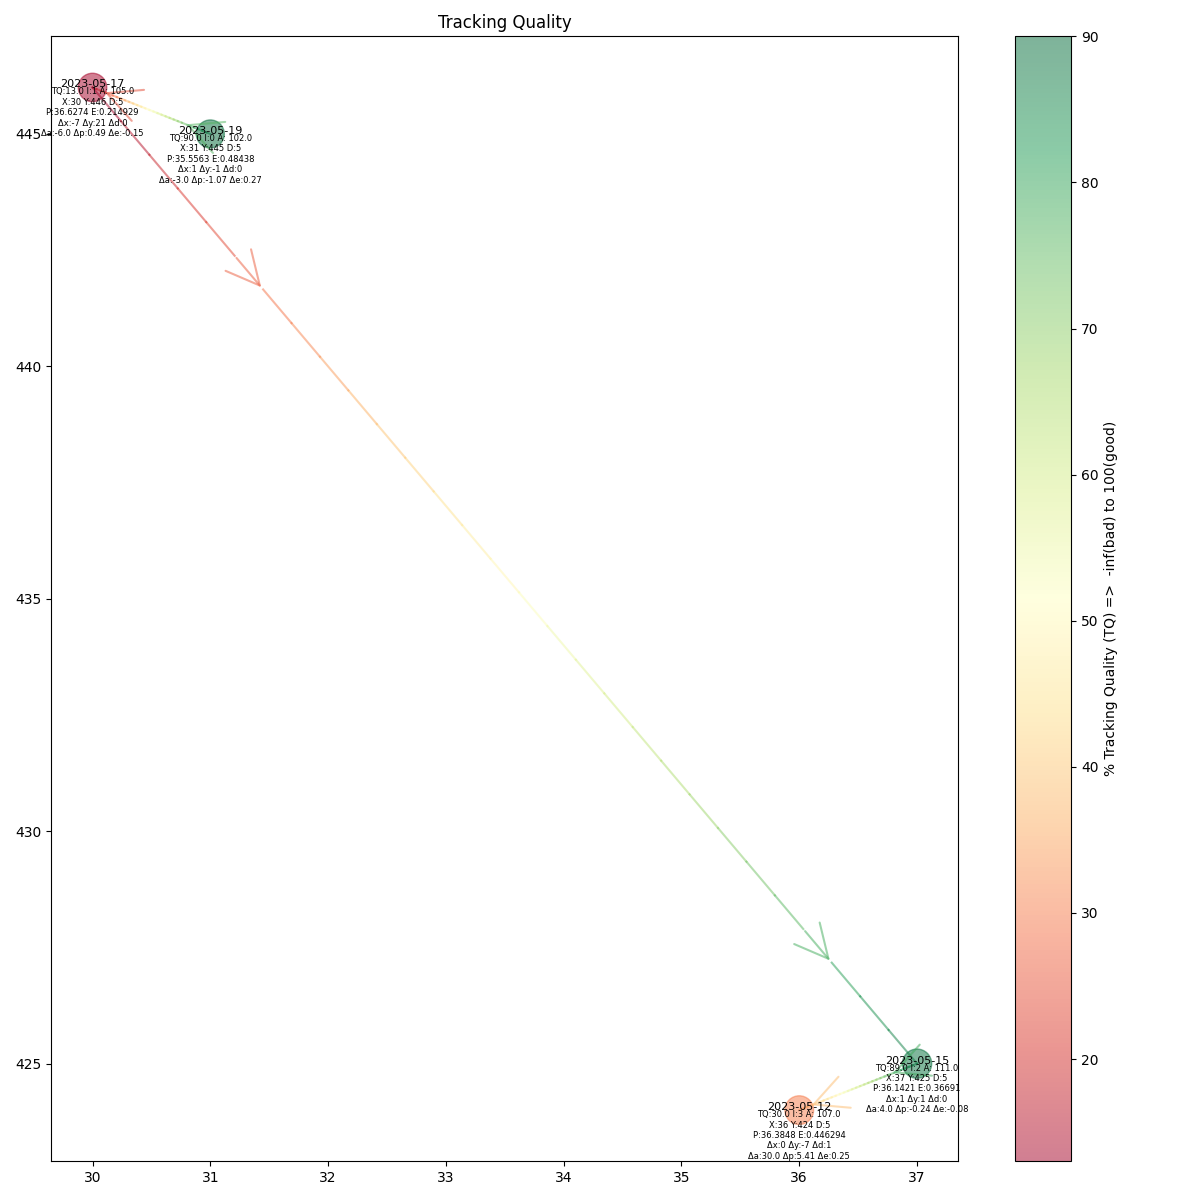 Tracking Quality
2023-05-17
TQ:13.0 I:1 A: 105.0
X:30 Y:446 D:5
P:36.6274 E:0.214929
Δx:-7 Δy:21 Δd:0
Δa:-6.0 Δp:0.49 Δe:-0.15
2023-05-19
TQ:90.0 I:0 A: 102.0
X:31 Y:445 D:5
P:35.5563 E:0.48438
Δx:1 Δy:-1 Δd:0
Δa:-3.0 Δp:-1.07 Δe:0.27
2023-05-15
TQ:89.0 I:2 A: 111.0
X:37 Y:425 D:5
P:36.1421 E:0.36691
Δx:1 Δy:1 Δd:0
Δa:4.0 Δp:-0.24 Δe:-0.08
2023-05-12
TQ:30.0 I:3 A: 107.0
X:36 Y:424 D:5
P:36.3848 E:0.446294
Δx:0 Δy:-7 Δd:1
Δa:30.0 Δp:5.41 Δe:0.25
445
440
435
430
425
30
31
32
33
34
35
36
37
90
80
70
60
50
40
30
20
% Tracking Quality (TQ) => -inf(bad) to 100(good)